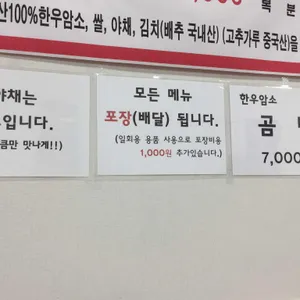 복 분
산100%한우암소, 쌀, 야채, 김치(배추 국내산) (고추가루 중국산)을
야채는
입니다.
큼만 맛나게!!)
모든 메뉴
포장(배달) 됩니다.
(일회용 용품 사용으로 포장비용
1,000원 추가있습니다.)
한우암소
곰
7,000